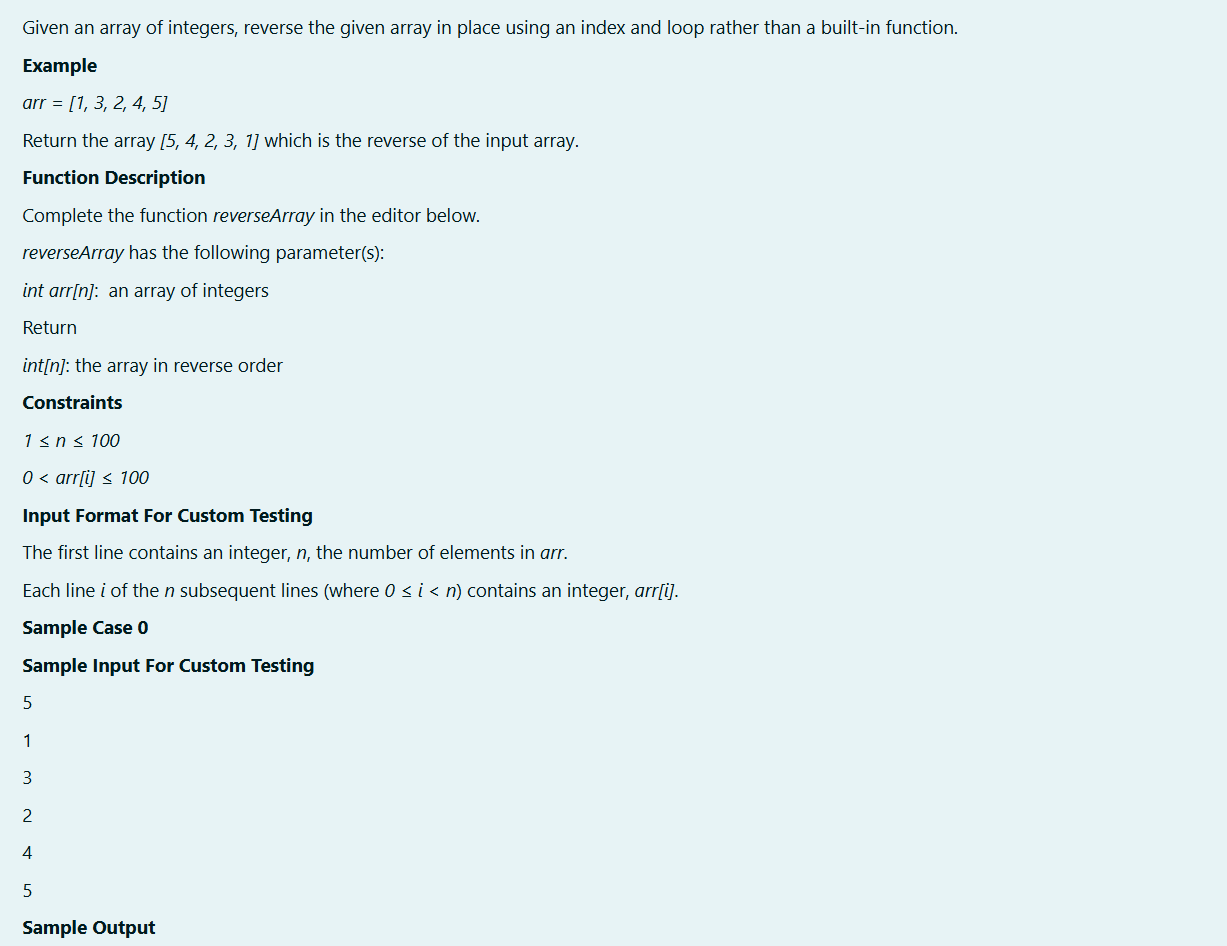 Given an array of integers, reverse the given array in place using an index and loop rather than a built-in function.
Example
arr = [1, 3, 2, 4, 5]
Return the array [5, 4, 2, 3, 1] which is the reverse of the input array.
Function Description
Complete the function reverseArray in the editor below.
reverseArray has the following parameter(s):
int arr[n]: an array of integers
Return
int[n]: the array in reverse order
Constraints
1 ≤ n ≤ 100
0 < arr[i] ≤ 100
Input Format For Custom Testing
The first line contains an integer, n, the number of elements in arr.
Each line i of the n subsequent lines (where 0 ≤ i < n) contains an integer, arr[i].
Sample Case 0
Sample Input For Custom Testing
5
1
3
2
4
5
Sample Output